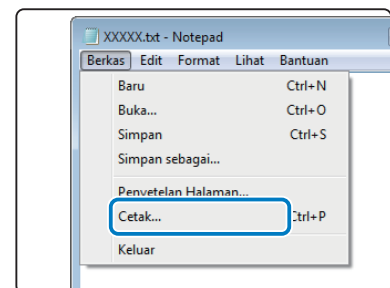 XXXXX.txt - Notepad
Berkas Edit Format Lihat Bantuan
Baru Ctrl+N
Buka... Ctrl+O
Simpan Ctrl+S
Simpan sebagai...
Penyetelan Halaman...
Cetak... Ctrl+P
Keluar